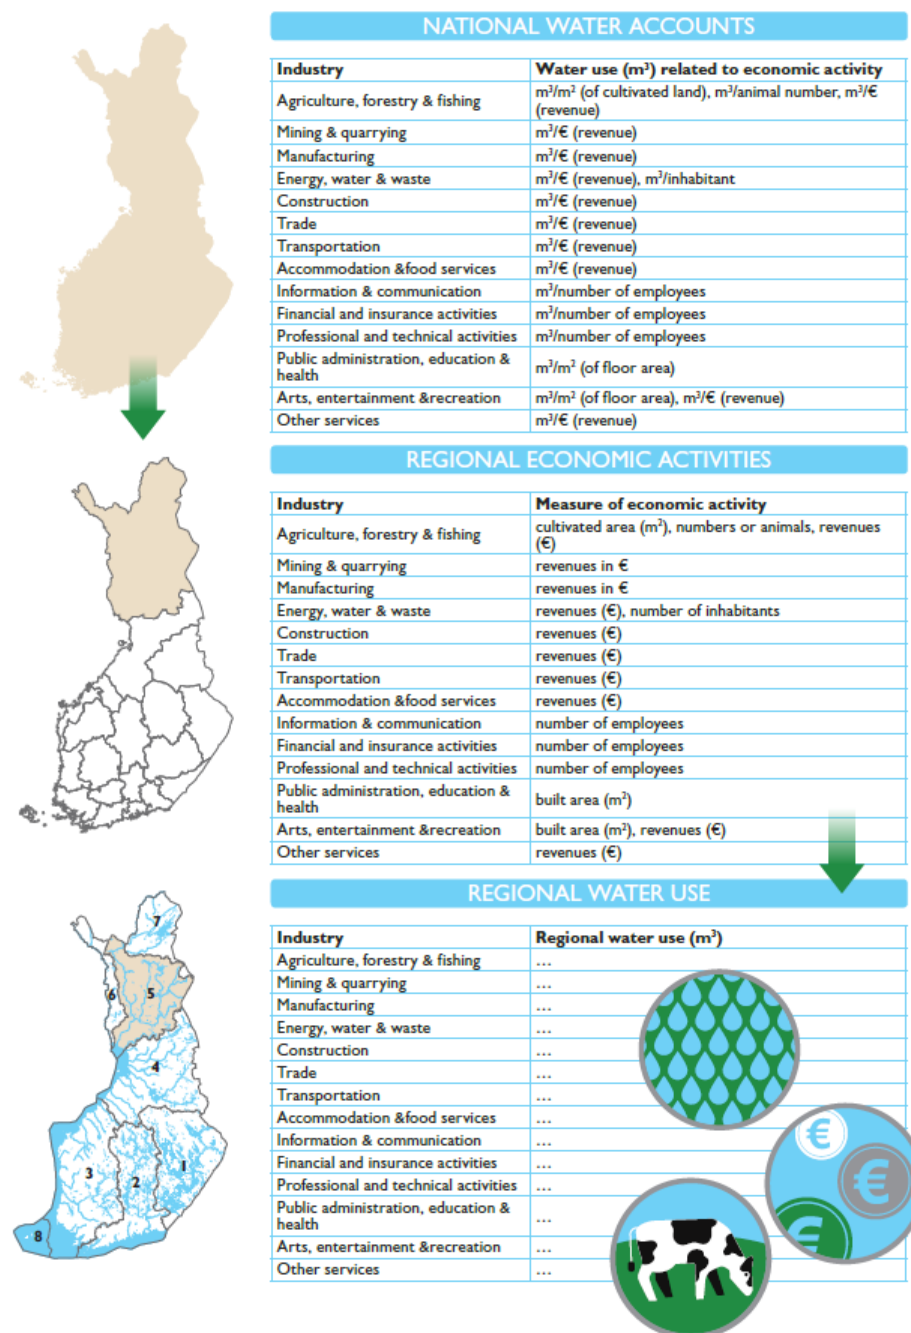 NATIONAL WATER ACCOUNTS
Industry Water use (m³) related to economic activity
Agriculture, forestry & fishing m³/m² (of cultivated land), m³/animal number, m³/€
(revenue)
Mining & quarrying m³/€ (revenue)
Manufacturing m³/€ (revenue)
Energy, water & waste m³/€ (revenue), m³/inhabitant
Construction m³/€ (revenue)
Trade m³/€ (revenue)
Transportation m³/€ (revenue)
Accommodation &food services m³/€ (revenue)
Information & communication m³/number of employees
Financial and insurance activities m³/number of employees
Professional and technical activities m³/number of employees
Public administration, education &
health m³/m² (of floor area)
Arts, entertainment &recreation m³/m² (of floor area), m³/€ (revenue)
Other services m³/€ (revenue)
REGIONAL ECONOMIC ACTIVITIES
Industry Measure of economic activity
Agriculture, forestry & fishing cultivated area (m²), numbers or animals, revenues
(€)
Mining & quarrying revenues in €
Manufacturing revenues in €
Energy, water & waste revenues (€), number of inhabitants
Construction revenues (€)
Trade revenues (€)
Transportation revenues (€)
Accommodation &food services revenues (€)
Information & communication number of employees
Financial and insurance activities number of employees
Professional and technical activities number of employees
Public administration, education &
health built area (m²)
Arts, entertainment &recreation built area (m²), revenues (€)
Other services revenues (€)
REGIONAL WATER USE
Industry Regional water use (m³)
Agriculture, forestry & fishing ...
Mining & quarrying ...
Manufacturing ...
Energy, water & waste ...
Construction ...
Trade ...
Transportation ...
Accommodation &food services ...
Information & communication ...
Financial and insurance activities ...
Professional and technical activities ...
Public administration, education &
health ...
Arts, entertainment &recreation ...
Other services ...
7
6 5
4
3 2 1
8
€
€
€